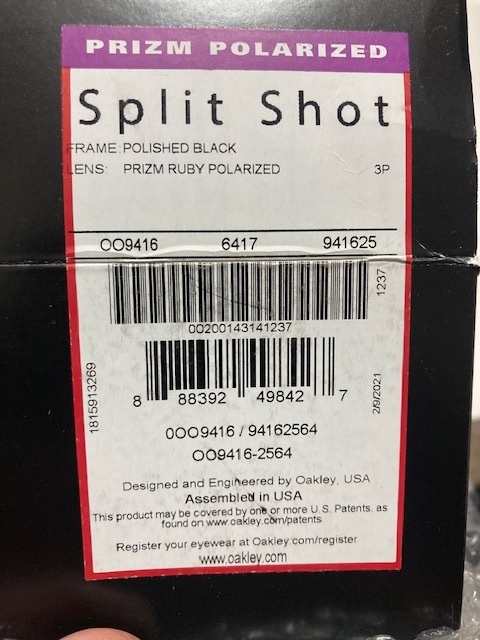 PRIZM POLARIZED
Split Shot
FRAME: POLISHED BLACK
LENS: PRIZM RUBY POLARIZED 3P
OO9416 6417 941625
1237
00200143141237
1815913269
8 88392 49842 7
2/9/2021
0OO9416 / 94162564
OO9416-2564
Designed and Engineered by Oakley, USA
Assembled in USA
This product may be covered by one or more U.S. Patents, as
found on www.oakley.com/patents
Register your eyewear at Oakley.com/register
www.oakley.com